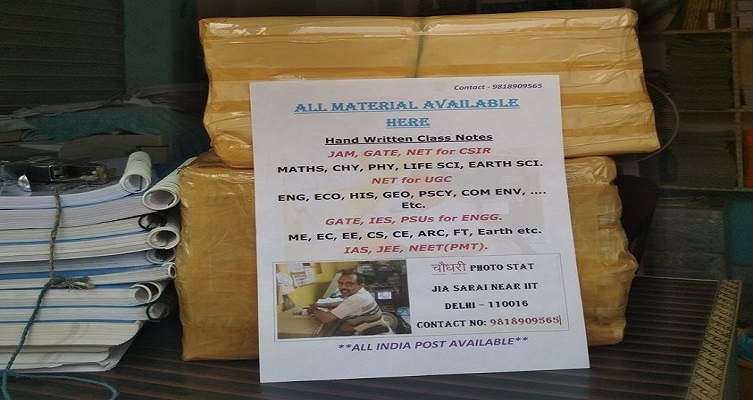 Contact - 9818909565
ALL MATERIAL AVAILABLE
HERE
Hand Written Class Notes
JAM, GATE, NET for CSIR
MATHS, CHY, PHY, LIFE SCI, EARTH SCI.
NET for UGC
ENG, ECO, HIS, GEO, PSCY, COM ENV, ....
Etc.
GATE, IES, PSUs for ENGG.
ME, EC, EE, CS, CE, ARC, FT, Earth etc.
IAS, JEE, NEET(PMT).
चौधरी PHOTO STAT
JIA SARAI NEAR IIT
DELHI – 110016
CONTACT NO: 9818909565
**ALL INDIA POST AVAILABLE**